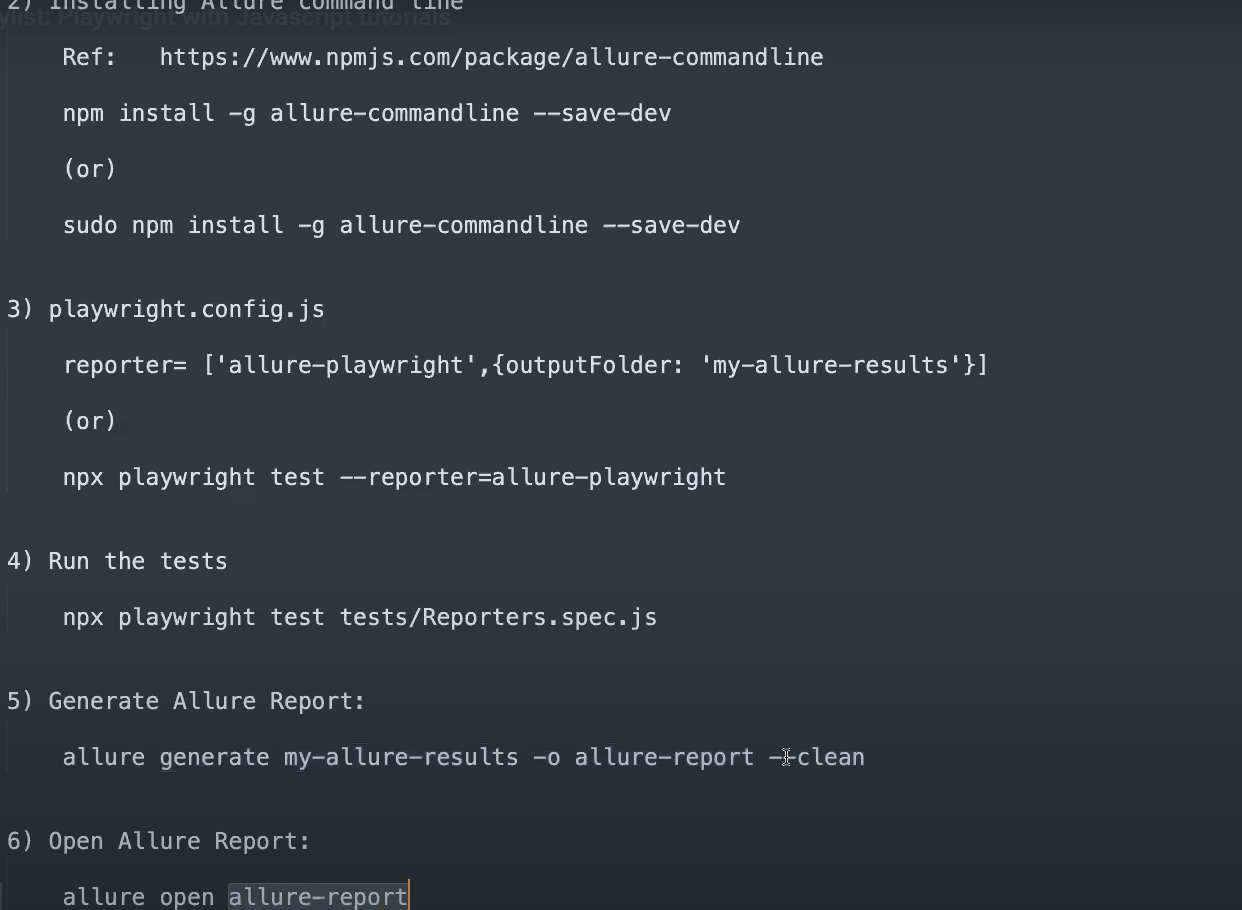 2) Installing Allure command line
ylist: Playwright with Javascript tutorials
Ref: https://www.npmjs.com/package/allure-commandline
npm install -g allure-commandline --save-dev
(or)
sudo npm install -g allure-commandline --save-dev
3) playwright.config.js
reporter= ['allure-playwright',{outputFolder: 'my-allure-results'}]
(or)
npx playwright test --reporter=allure-playwright
4) Run the tests
npx playwright test tests/Reporters.spec.js
5) Generate Allure Report:
allure generate my-allure-results -o allure-report --clean
6) Open Allure Report:
allure open allure-report